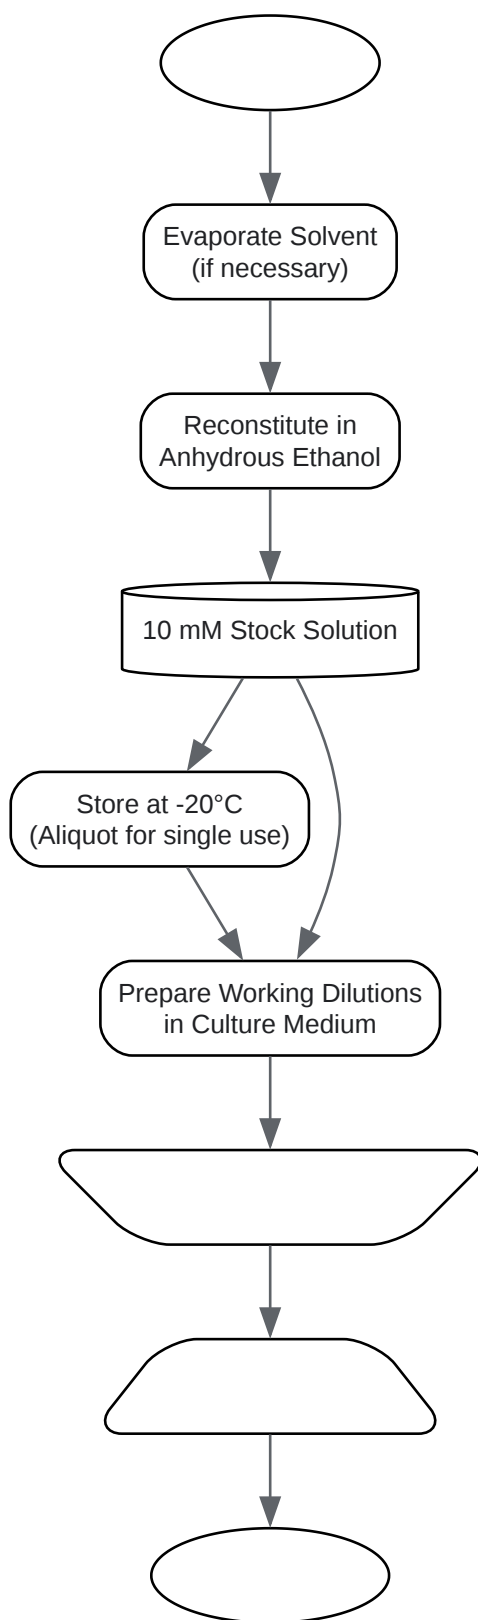 Evaporate Solvent
(if necessary)
Reconstitute in
Anhydrous Ethanol
10 mM Stock Solution
Store at -20°C
(Aliquot for single use)
Prepare Working Dilutions
in Culture Medium